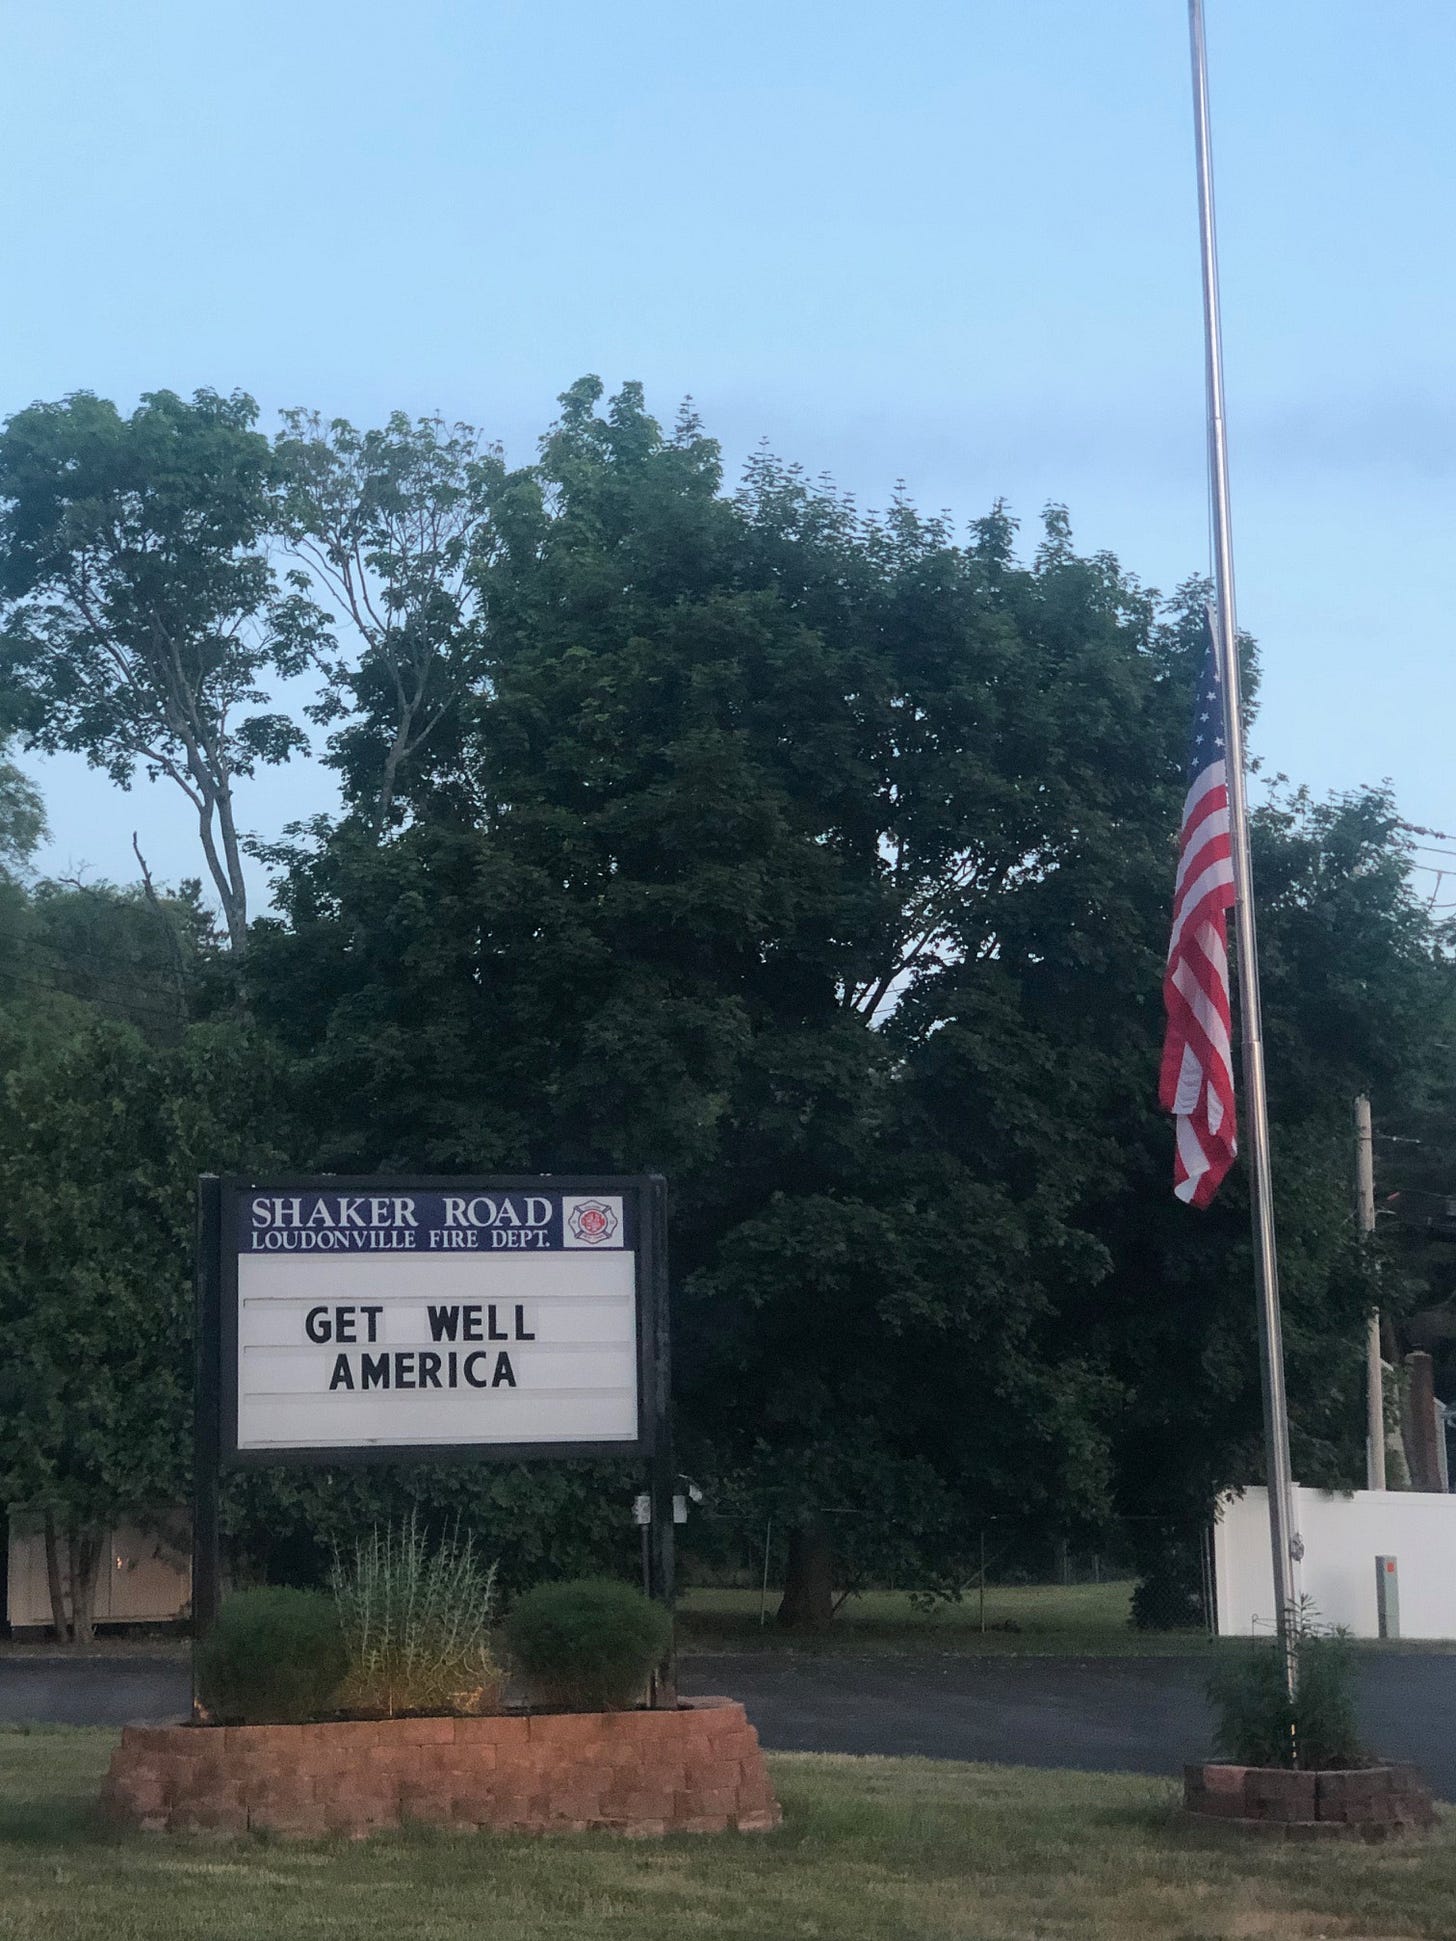 SHAKER ROAD
LOUDONVILLE FIRE DEPT.
GET WELL
AMERICA